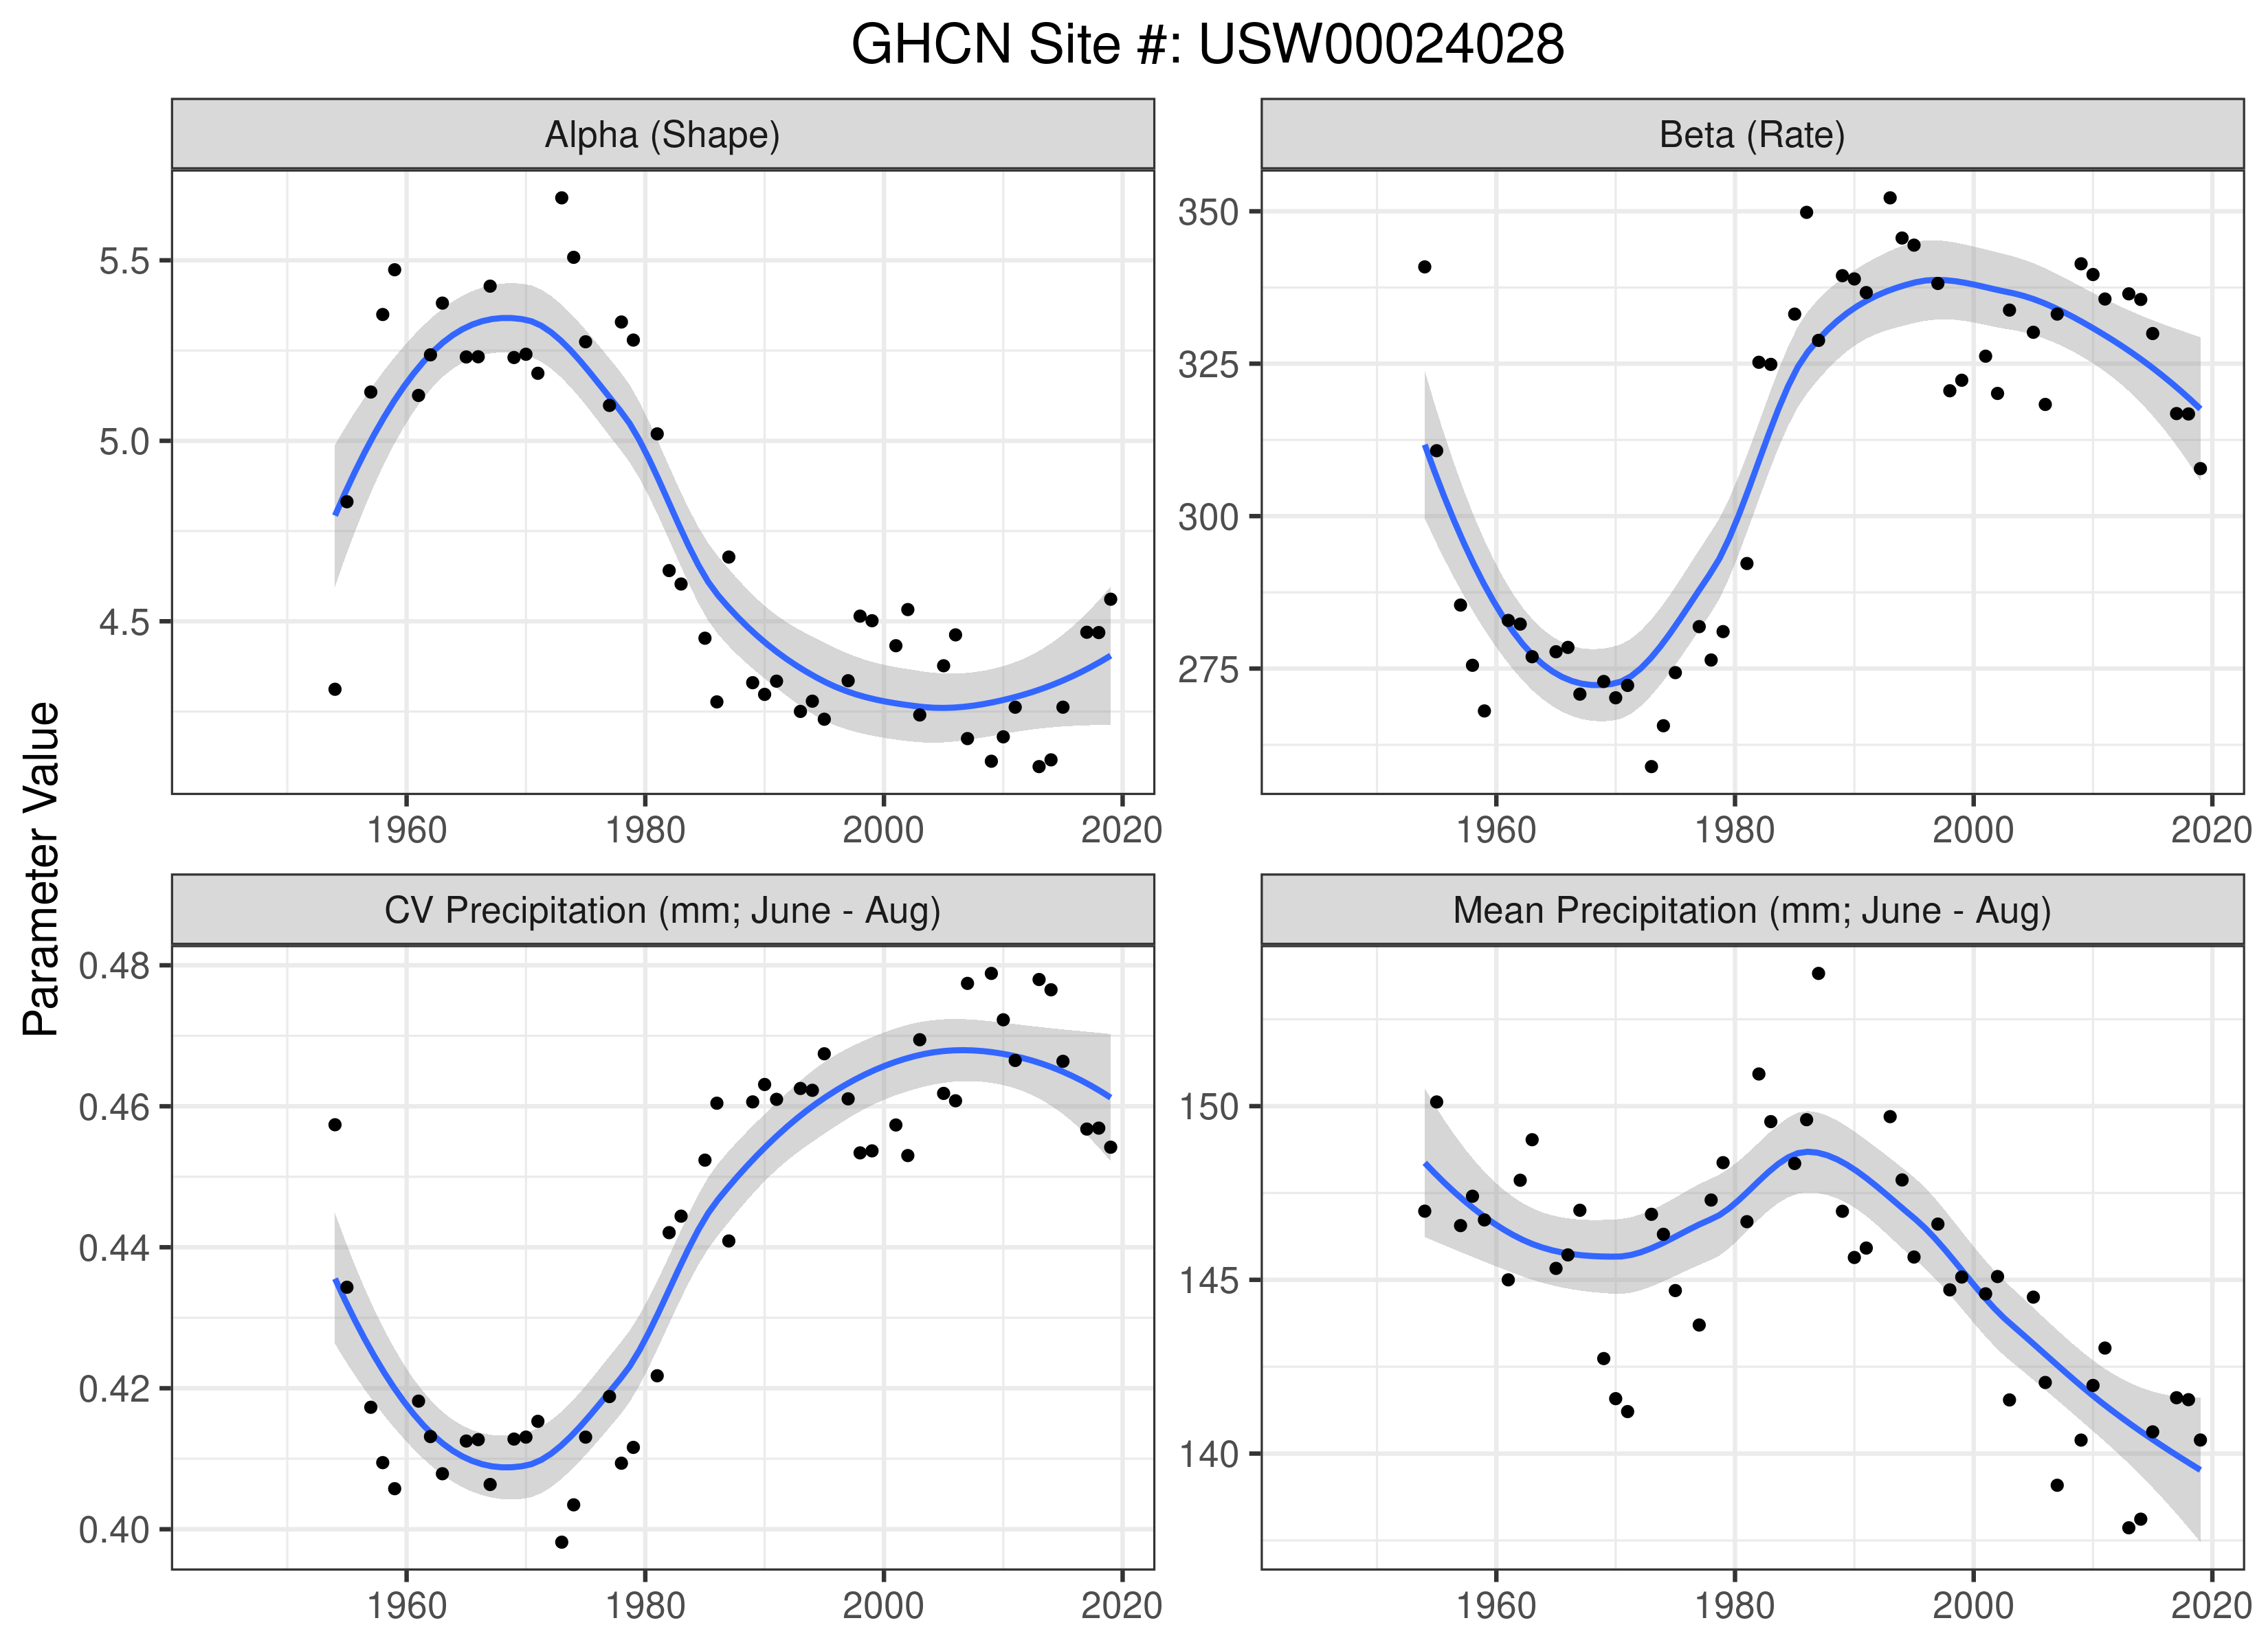 GHCN Site #: USW00024028
Alpha (Shape)
Beta (Rate)
5.5
5.0
4.5
350
325
300
275
1960 1980 2000 2020
1960 1980 2000 2020
Parameter Value
CV Precipitation (mm; June - Aug)
Mean Precipitation (mm; June - Aug)
0.48
0.46
0.44
0.42
0.40
150
145
140
1960 1980 2000 2020
1960 1980 2000 2020